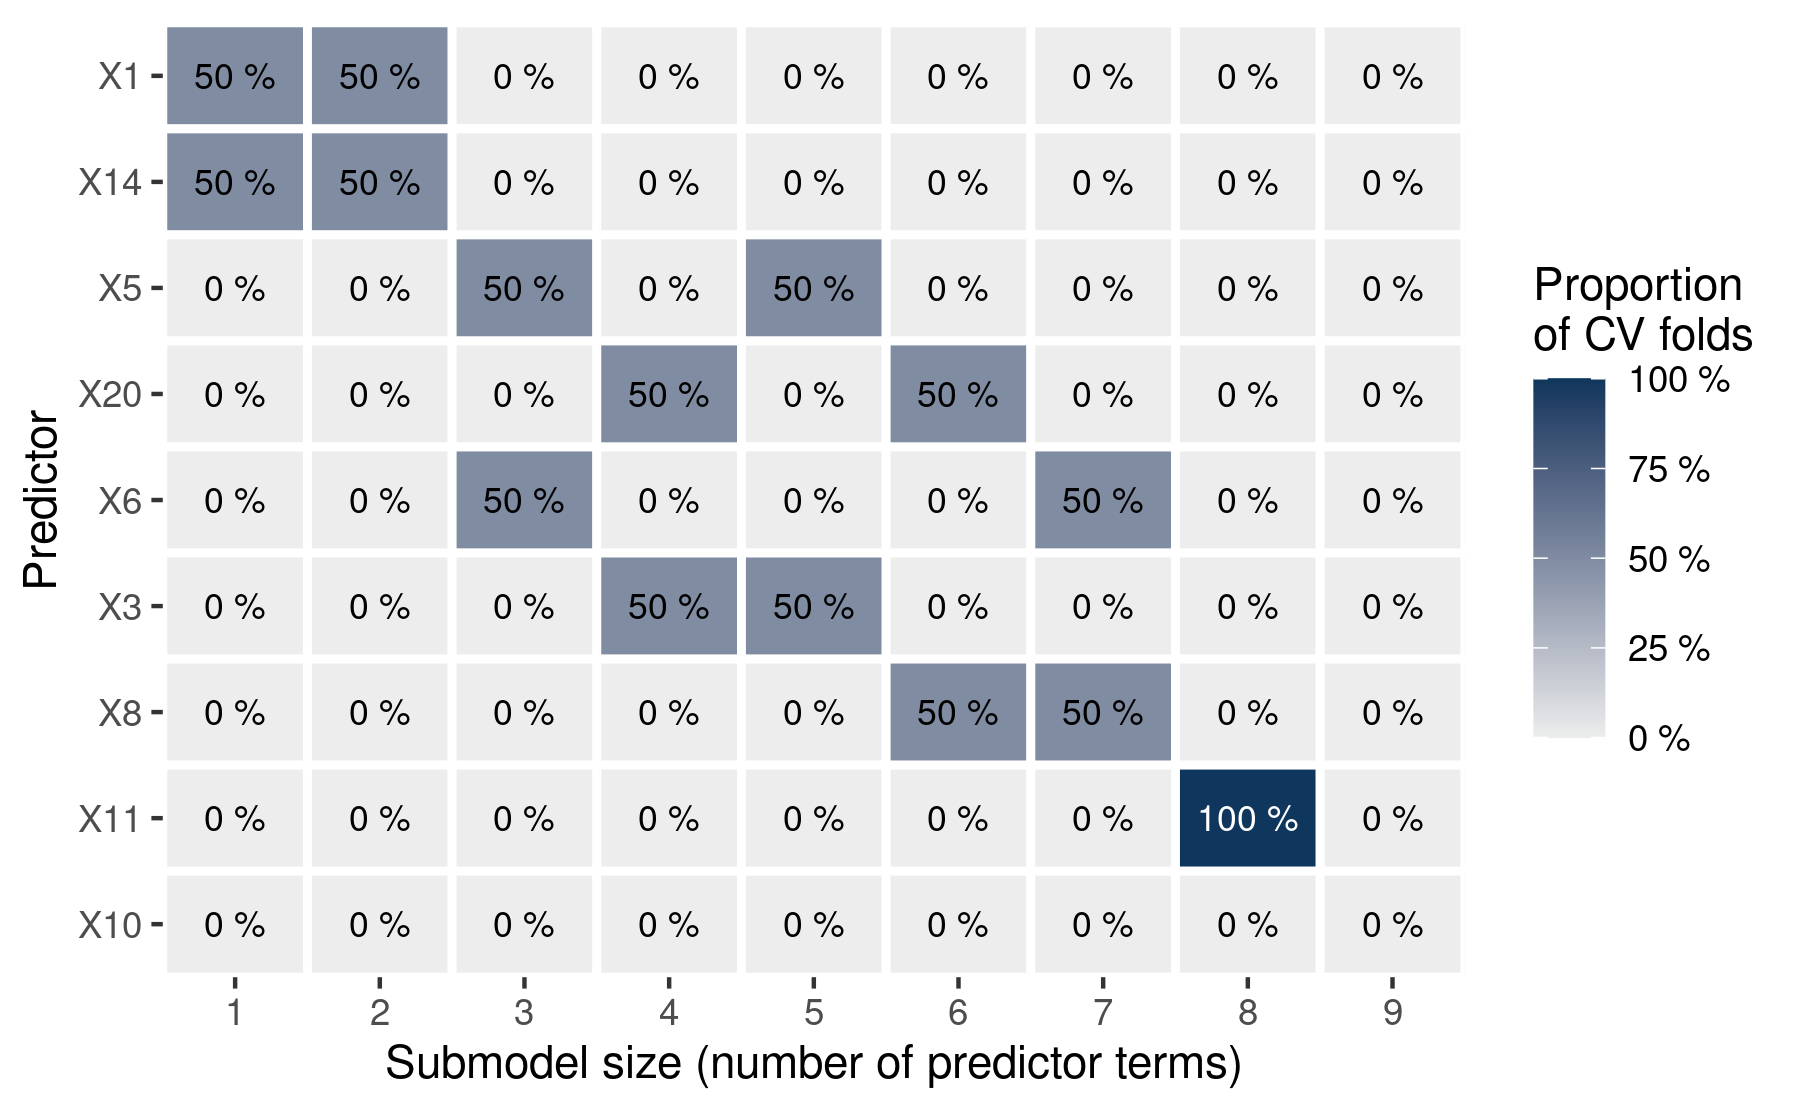 X1 50 % 50 % 0 % 0 % 0 % 0 % 0 % 0 % 0 %
X14 50 % 50 % 0 % 0 % 0 % 0 % 0 % 0 % 0 %
X5 0 % 0 % 50 % 0 % 50 % 0 % 0 % 0 % 0 %
X20 0 % 0 % 0 % 50 % 0 % 50 % 0 % 0 % 0 %
X6 0 % 0 % 50 % 0 % 0 % 0 % 50 % 0 % 0 %
X3 0 % 0 % 0 % 50 % 50 % 0 % 0 % 0 % 0 %
X8 0 % 0 % 0 % 0 % 0 % 50 % 50 % 0 % 0 %
X11 0 % 0 % 0 % 0 % 0 % 0 % 0 % 100 % 0 %
X10 0 % 0 % 0 % 0 % 0 % 0 % 0 % 0 % 0 %
1 2 3 4 5 6 7 8 9
Submodel size (number of predictor terms)
Predictor
Proportion
of CV folds
100 %
75 %
50 %
25 %
0 %